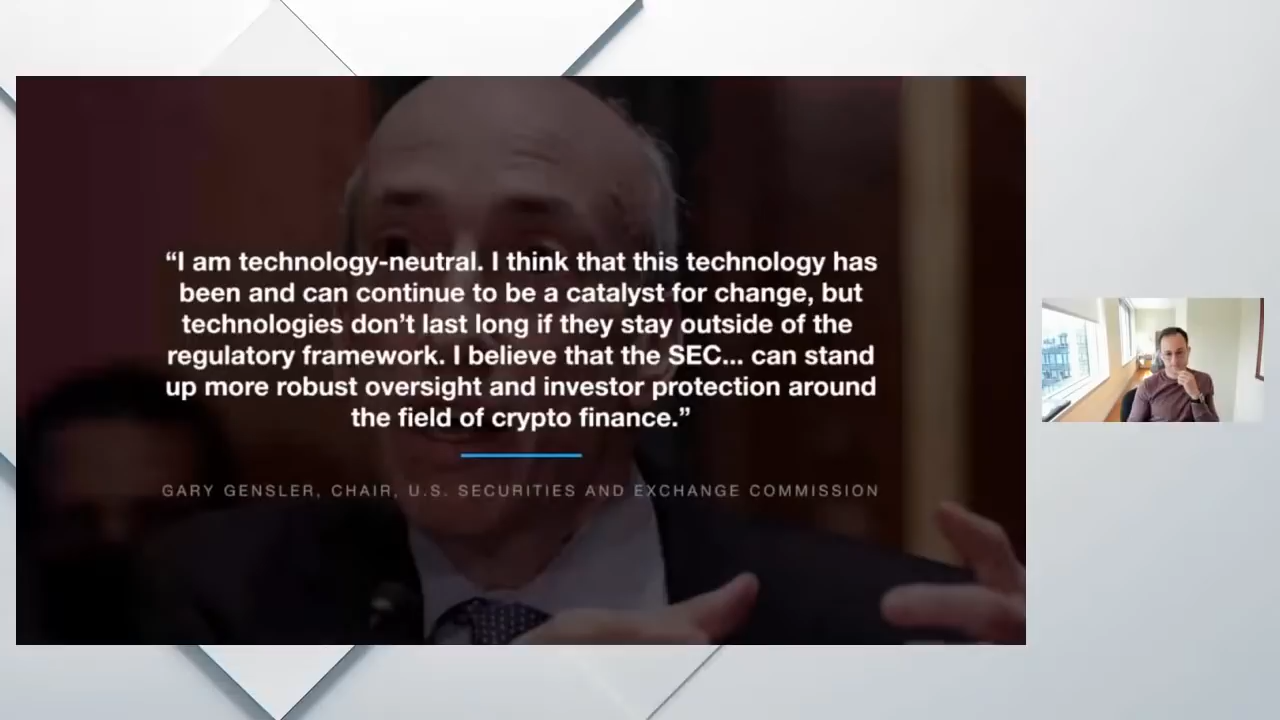 “I am technology-neutral. I think that this technology has
been and can continue to be a catalyst for change, but
technologies don’t last long if they stay outside of the
regulatory framework. I believe that the SEC... can stand
up more robust oversight and investor protection around
the field of crypto finance.”
GARY GENSLER, CHAIR, U.S. SECURITIES AND EXCHANGE COMMISSION